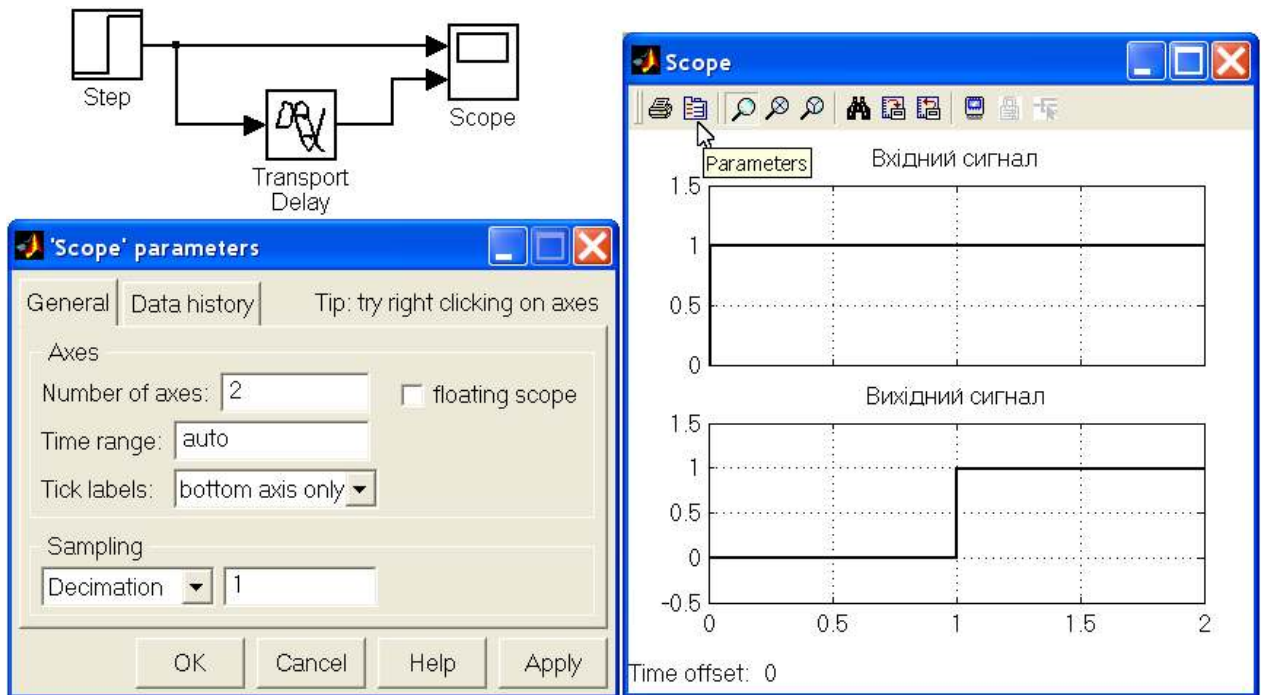 Step
Scope
Transport
Delay
'Scope' parameters
General
Data history
Tip: try right clicking on axes
Axes
Number of axes: 2
floating scope
Time range: auto
Tick labels: bottom axis only
Sampling
Decimation 1
OK
Cancel
Help
Apply
Scope
Parameters
Вхідний сигнал
1.5
1
0.5
0
Вихідний сигнал
1.5
1
0.5
0
-0.5
0 0.5 1 1.5 2
Time offset: 0